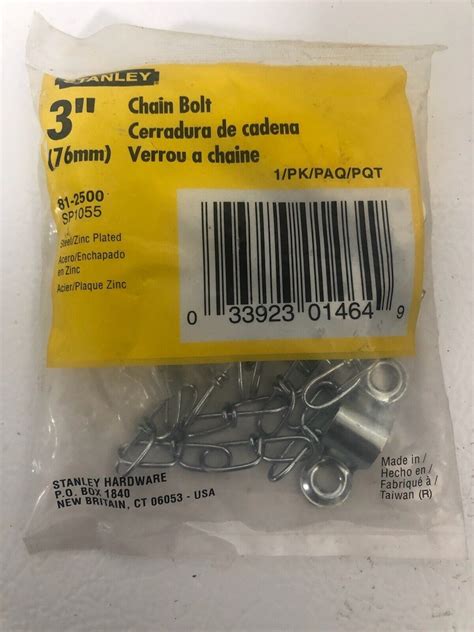 STANLEY
3"
(76mm)
Chain Bolt
Cerradura de cadena
Verrou a chaine
1/PK/PAQ/PQT
81-2500
SP1055
Steel/Zinc Plated
Acero/Enchapado
en Zinc
Acier/Plaque Zinc
0 33923 01464 9
STANLEY HARDWARE
P.O. BOX 1840
NEW BRITAIN, CT 06053 - USA
Made in /
Hecho en /
Fabriqué à /
Taiwan (R)